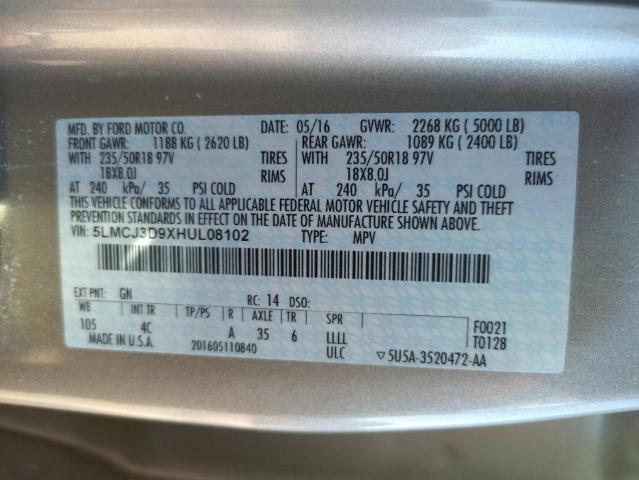 MFD. BY FORD MOTOR CO. DATE: 05/16 GVWR: 2268 KG ( 5000 LB)
FRONT GAWR: 1188 KG ( 2620 LB) REAR GAWR: 1089 KG ( 2400 LB)
WITH 235/50R18 97V TIRES WITH 235/50R18 97V TIRES
18X8.0J RIMS 18X8.0J RIMS
AT 240 kPa/ 35 PSI COLD AT 240 kPa/ 35 PSI COLD
THIS VEHICLE CONFORMS TO ALL APPLICABLE FEDERAL MOTOR VEHICLE SAFETY AND THEFT
PREVENTION STANDARDS IN EFFECT ON THE DATE OF MANUFACTURE SHOWN ABOVE.
VIN: 5LMCJ3D9XHUL08102 TYPE: MPV
EXT PNT: GN RC: 14 DSO:
WB INT TR TP/PS R AXLE TR SPR F0021
105 4C A 35 6 LLLL T0128
MADE IN U.S.A. 201605110840 ULC ▽5U5A-3520472-AA